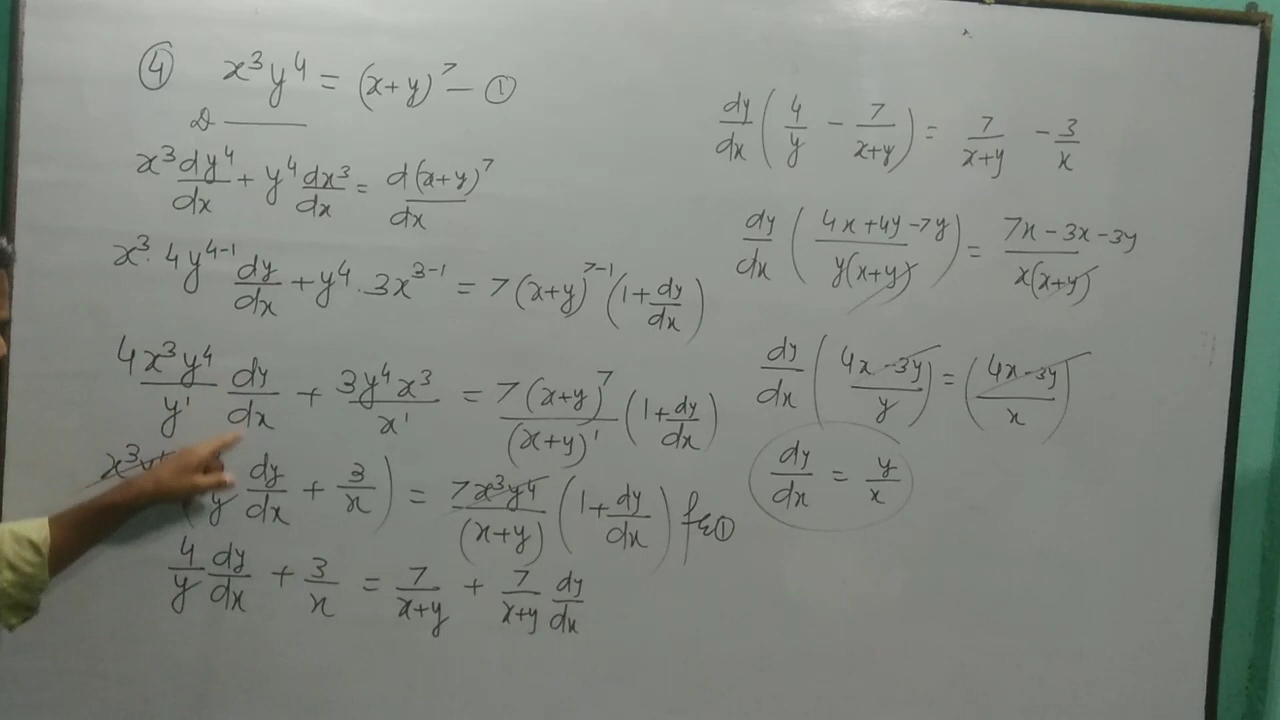 ④ x³y⁴ = (x+y)⁷ — ①
x³ dy⁴/dx + y⁴ dx³/dx = d(x+y)⁷/dx
x³· 4y⁴⁻¹ dy/dx + y⁴ . 3x³⁻¹ = 7(x+y)⁷⁻¹ (1+dy/dx)
4x³y⁴/y' dy/dx + 3y⁴x³/x' = 7(x+y)⁷/(x+y)' (1+dy/dx)
x³ ( /y dy/dx + 3/x) = 7x³y⁴/(x+y) (1+dy/dx) ①
4/y dy/dx + 3/x = 7/(x+y) + 7/(x+y) dy/dx
dy/dx (4/y - 7/(x+y)) = 7/(x+y) - 3/x
dy/dx ((4x+4y-7y)/y(x+y)) = (7x-3x-3y)/x(x+y)
dy/dx ((4x-3y)/y) = ((4x-3y)/x)
dy/dx = y/x